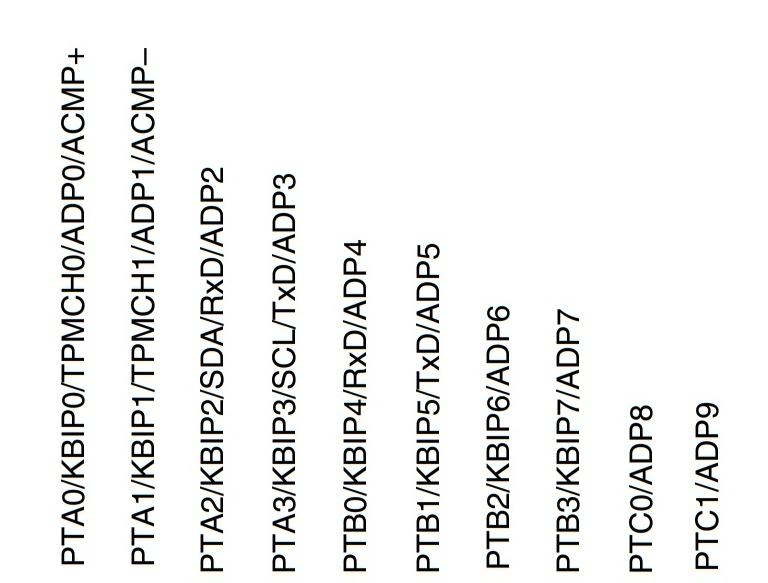 PTA0/KBIP0/TPMCH0/ADP0/ACMP+
PTA1/KBIP1/TPMCH1/ADP1/ACMP–
PTA2/KBIP2/SDA/RxD/ADP2
PTA3/KBIP3/SCL/TxD/ADP3
PTB0/KBIP4/RxD/ADP4
PTB1/KBIP5/TxD/ADP5
PTB2/KBIP6/ADP6
PTB3/KBIP7/ADP7
PTC0/ADP8
PTC1/ADP9